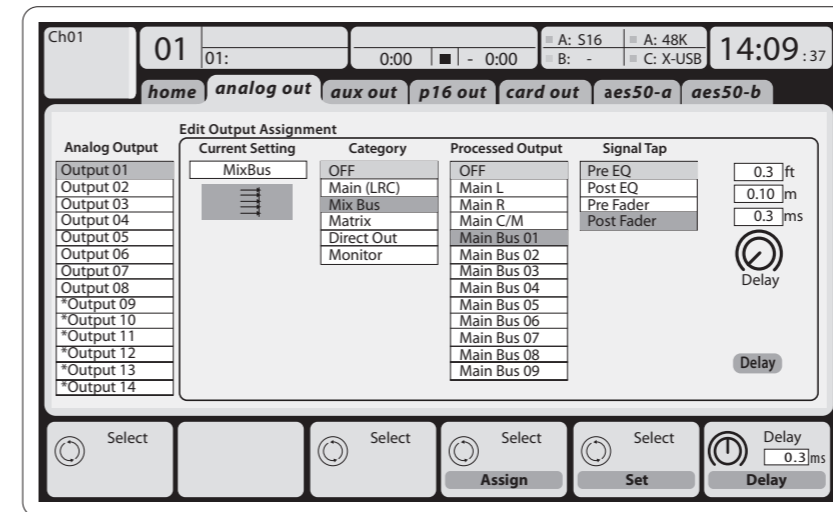 Ch01
01
01:
0:00
- 0:00
A: S16
B: -
A: 48K
C: X-USB
14:09:37
home
analog out
aux out
p16 out
card out
aes50-a
aes50-b
Edit Output Assignment
Analog Output
Output 01
Output 02
Output 03
Output 04
Output 05
Output 06
Output 07
Output 08
*Output 09
*Output 10
*Output 11
*Output 12
*Output 13
*Output 14
Current Setting
MixBus
Category
OFF
Main (LRC)
Mix Bus
Matrix
Direct Out
Monitor
Processed Output
OFF
Main L
Main R
Main C/M
Main Bus 01
Main Bus 02
Main Bus 03
Main Bus 04
Main Bus 05
Main Bus 06
Main Bus 07
Main Bus 08
Main Bus 09
Signal Tap
Pre EQ
Post EQ
Pre Fader
Post Fader
0.3 ft
0.10 m
0.3 ms
Delay
Delay
Select
Select
Select
Assign
Select
Set
Delay
0.3 ms
Delay